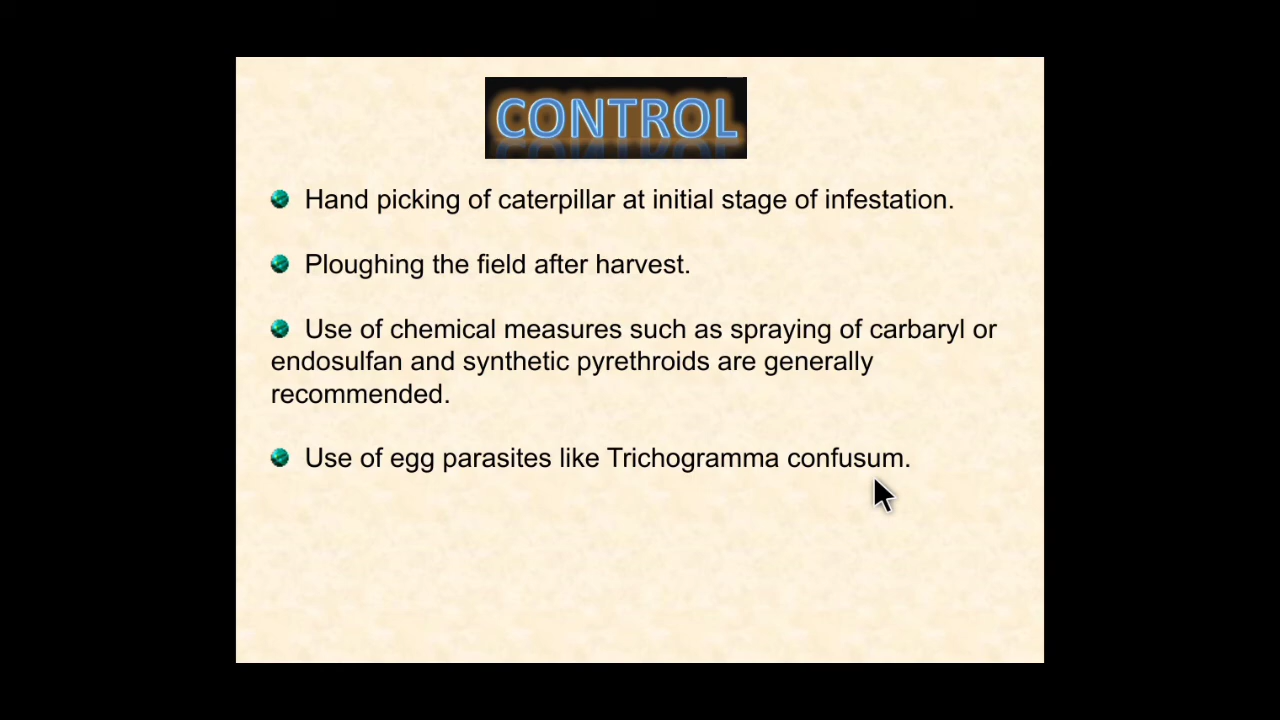 CONTROL
Hand picking of caterpillar at initial stage of infestation.
Ploughing the field after harvest.
Use of chemical measures such as spraying of carbaryl or
endosulfan and synthetic pyrethroids are generally
recommended.
Use of egg parasites like Trichogramma confusum.